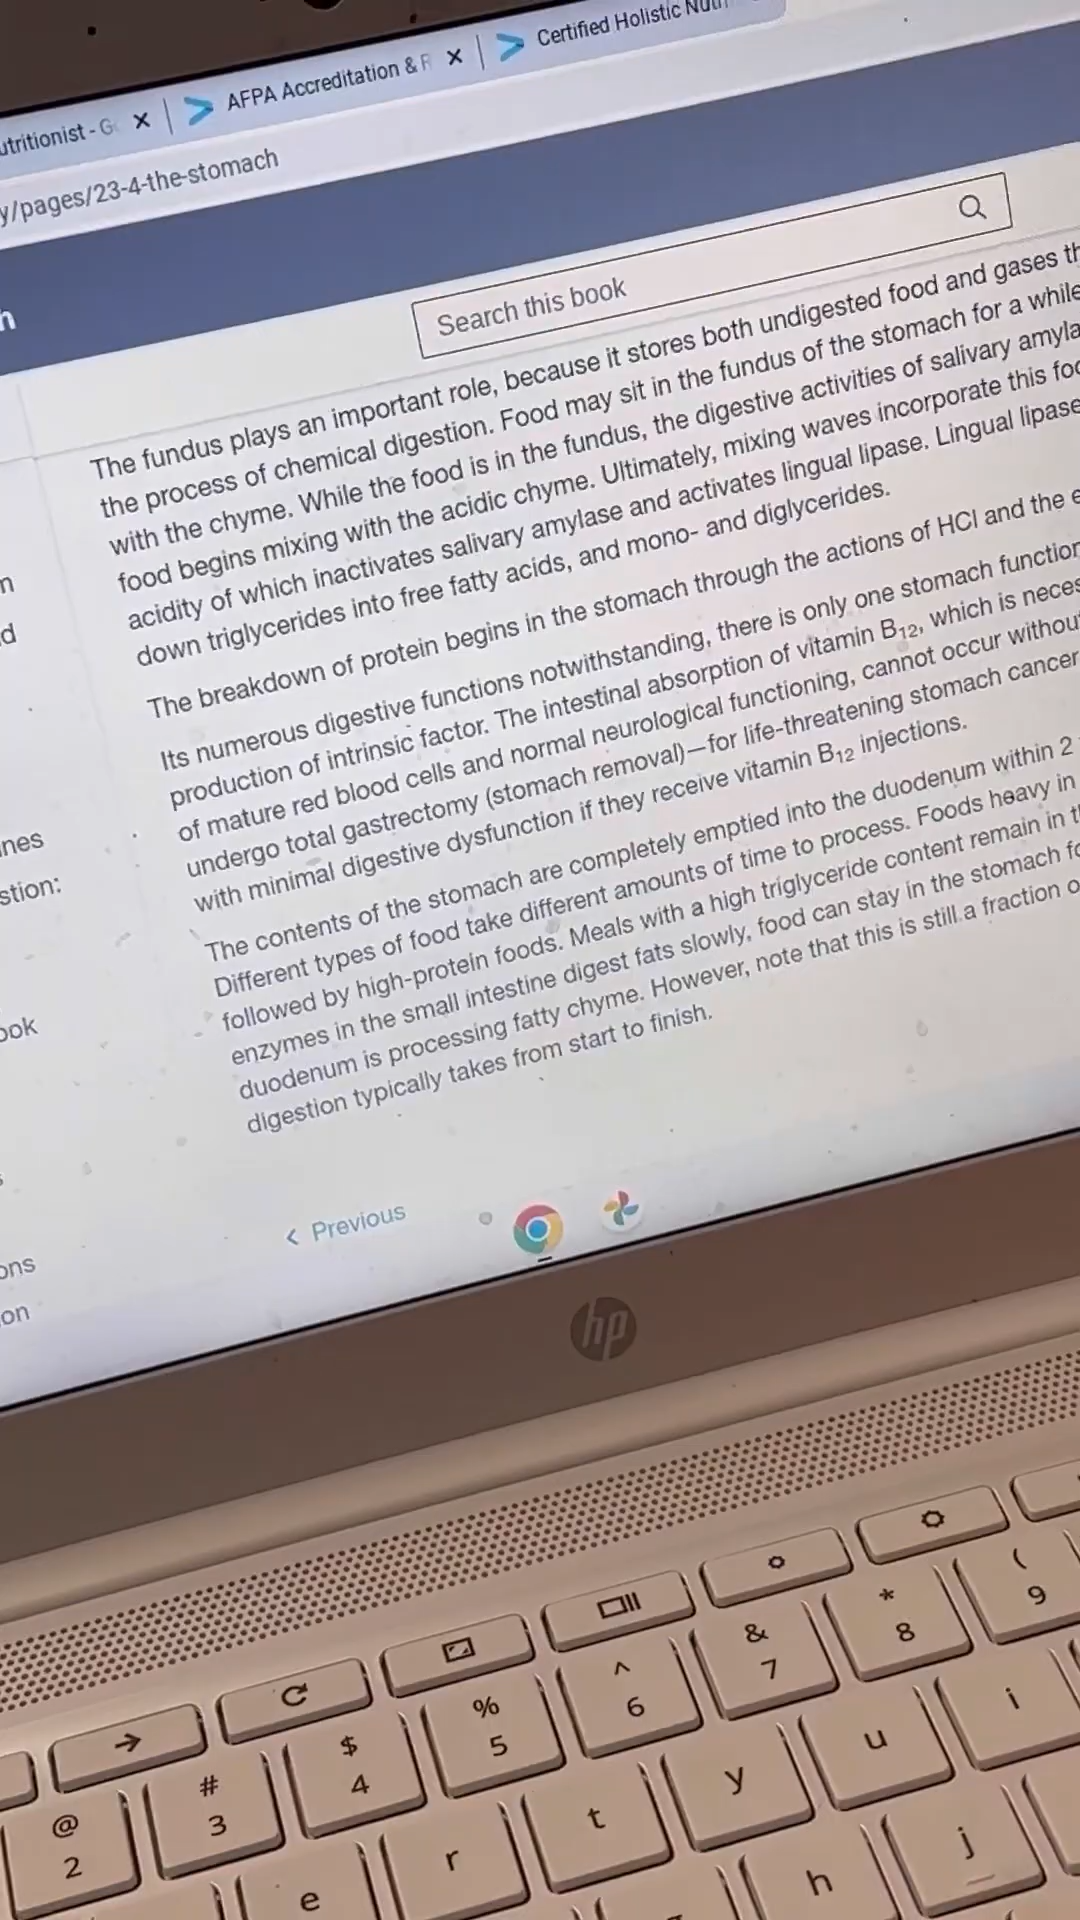 utritionist - G
AFPA Accreditation & R
Certified Holistic Nutri
y/pages/23-4-the-stomach
h
Search this book
The fundus plays an important role, because it stores both undigested food and gases th
the process of chemical digestion. Food may sit in the fundus of the stomach for a while
with the chyme. While the food is in the fundus, the digestive activities of salivary amyla
food begins mixing with the acidic chyme. Ultimately, mixing waves incorporate this foo
acidity of which inactivates salivary amylase and activates lingual lipase. Lingual lipase
down triglycerides into free fatty acids, and mono- and diglycerides.
The breakdown of protein begins in the stomach through the actions of HCl and the e
Its numerous digestive functions notwithstanding, there is only one stomach function
production of intrinsic factor. The intestinal absorption of vitamin B12, which is neces
of mature red blood cells and normal neurological functioning, cannot occur withou
undergo total gastrectomy (stomach removal)—for life-threatening stomach cancer
with minimal digestive dysfunction if they receive vitamin B12 injections.
The contents of the stomach are completely emptied into the duodenum within 2
Different types of food take different amounts of time to process. Foods heavy in
followed by high-protein foods. Meals with a high triglyceride content remain in th
enzymes in the small intestine digest fats slowly, food can stay in the stomach fo
duodenum is processing fatty chyme. However, note that this is still a fraction o
digestion typically takes from start to finish.
n
d
nes
stion:
ook
s
ons
on
< Previous
hp
@ # $ % ^ & * (
2 3 4 5 6 7 8 9
e r t y u i
h j